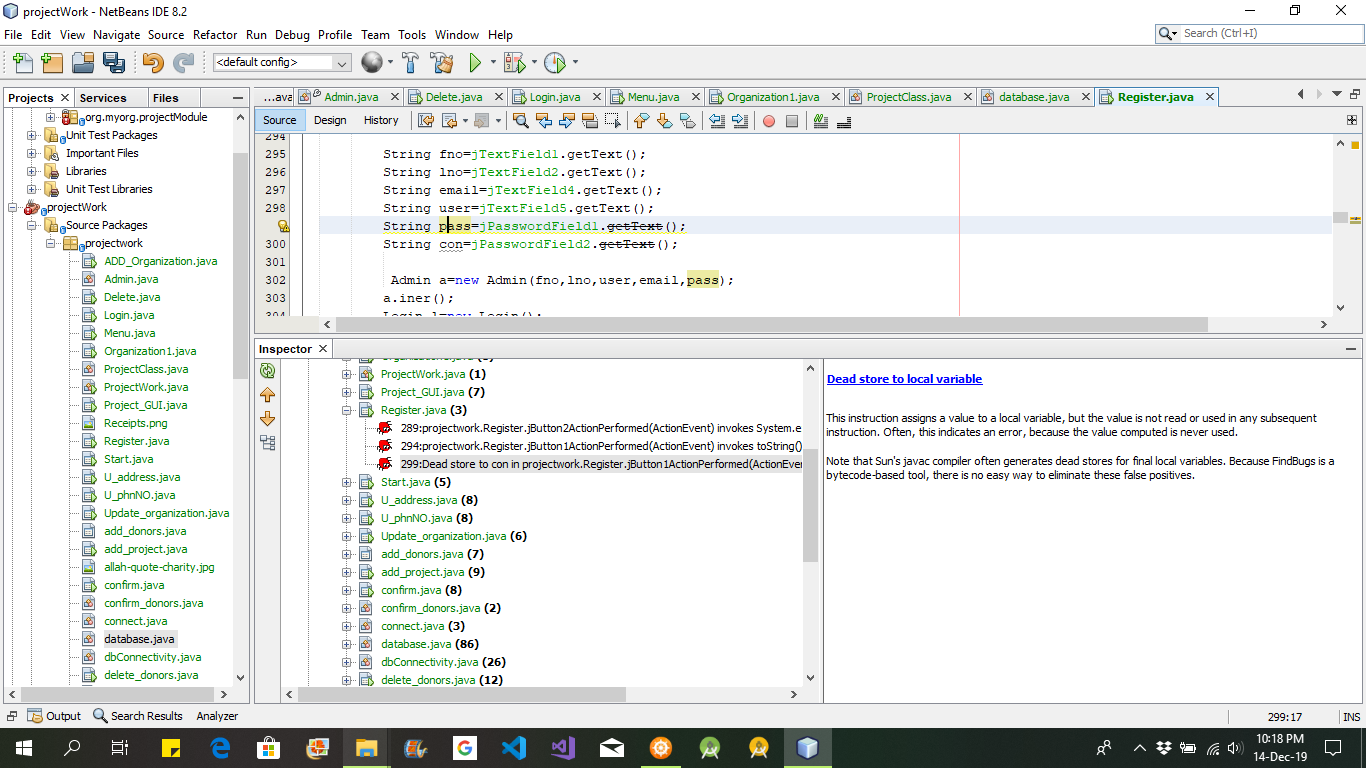 projectWork - NetBeans IDE 8.2
File Edit View Navigate Source Refactor Run Debug Profile Team Tools Window Help
Search (Ctrl+I)
<default config>
Projects Services Files
org.myorg.projectModule
Unit Test Packages
Important Files
Libraries
Unit Test Libraries
projectWork
Source Packages
projectwork
ADD_Organization.java
Admin.java
Delete.java
Login.java
Menu.java
Organization1.java
ProjectClass.java
ProjectWork.java
Project_GUI.java
Receipts.png
Register.java
Start.java
U_address.java
U_phnNO.java
Update_organization.java
add_donors.java
add_project.java
allah-quote-charity.jpg
confirm.java
confirm_donors.java
connect.java
database.java
dbConnectivity.java
delete_donors.java
...ava Admin.java Delete.java Login.java Menu.java Organization1.java ProjectClass.java database.java Register.java
Source Design History
294
295 String fno=jTextField1.getText();
296 String lno=jTextField2.getText();
297 String email=jTextField4.getText();
298 String user=jTextField5.getText();
String pass=jPasswordField1.getText();
300 String con=jPasswordField2.getText();
301
302 Admin a=new Admin(fno,lno,user,email,pass);
303 a.iner();
304 Login l=new Login();
Inspector
ProjectWork.java (1)
Project_GUI.java (7)
Register.java (3)
289:projectwork.Register.jButton2ActionPerformed(ActionEvent) invokes System.e
294:projectwork.Register.jButton1ActionPerformed(ActionEvent) invokes toString()
299:Dead store to con in projectwork.Register.jButton1ActionPerformed(ActionEve
Start.java (5)
U_address.java (8)
U_phnNO.java (8)
Update_organization.java (6)
add_donors.java (7)
add_project.java (9)
confirm.java (8)
confirm_donors.java (2)
connect.java (3)
database.java (86)
dbConnectivity.java (26)
delete_donors.java (12)
Dead store to local variable
This instruction assigns a value to a local variable, but the value is not read or used in any subsequent
instruction. Often, this indicates an error, because the value computed is never used.
Note that Sun's javac compiler often generates dead stores for final local variables. Because FindBugs is a
bytecode-based tool, there is no easy way to eliminate these false positives.
Output Search Results Analyzer
299:17 INS
10:18 PM
14-Dec-19